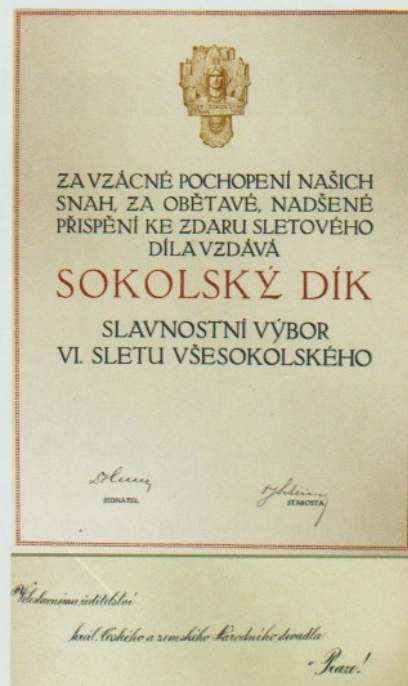 ZA VZÁCNÉ POCHOPENÍ NAŠICH
SNAH, ZA OBĚTAVÉ, NADŠENÉ
PŘISPĚNÍ KE ZDARU SLETOVÉHO
DÍLA VZDÁVÁ
SOKOLSKÝ DÍK
SLAVNOSTNÍ VÝBOR
VI. SLETU VŠESOKOLSKÉHO
JEDNATEL
STAROSTA
Veleslavnému ředitelství
král. českého a zemského Národního divadla
v Praze!